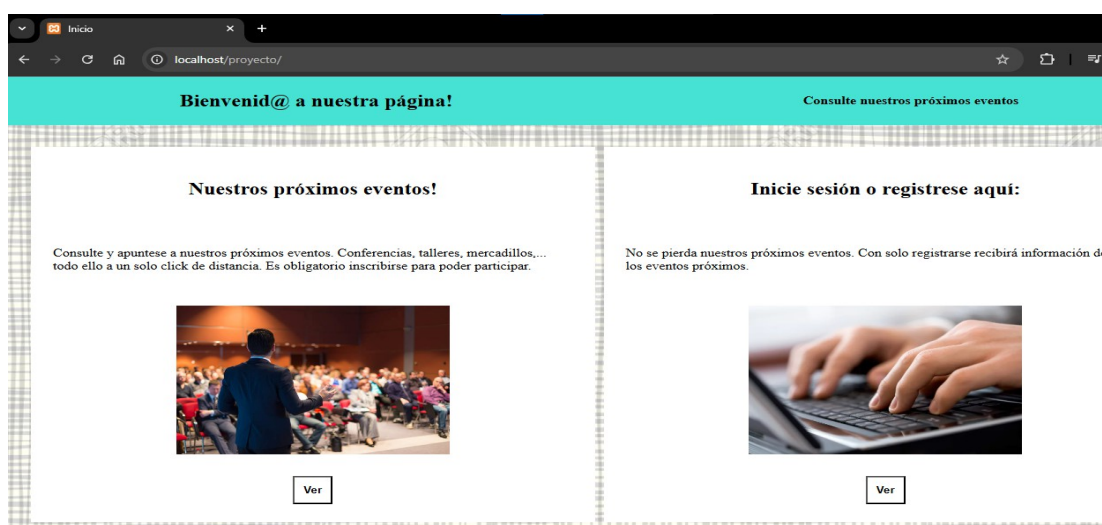 Inicio
localhost/proyecto/
Bienvenid@ a nuestra página!
Consulte nuestros próximos eventos
Nuestros próximos eventos!
Consulte y apuntese a nuestros próximos eventos. Conferencias, talleres, mercadillos,...
todo ello a un solo click de distancia. Es obligatorio inscribirse para poder participar.
Ver
Inicie sesión o registrese aquí:
No se pierda nuestros próximos eventos. Con solo registrarse recibirá información
los eventos próximos.
Ver